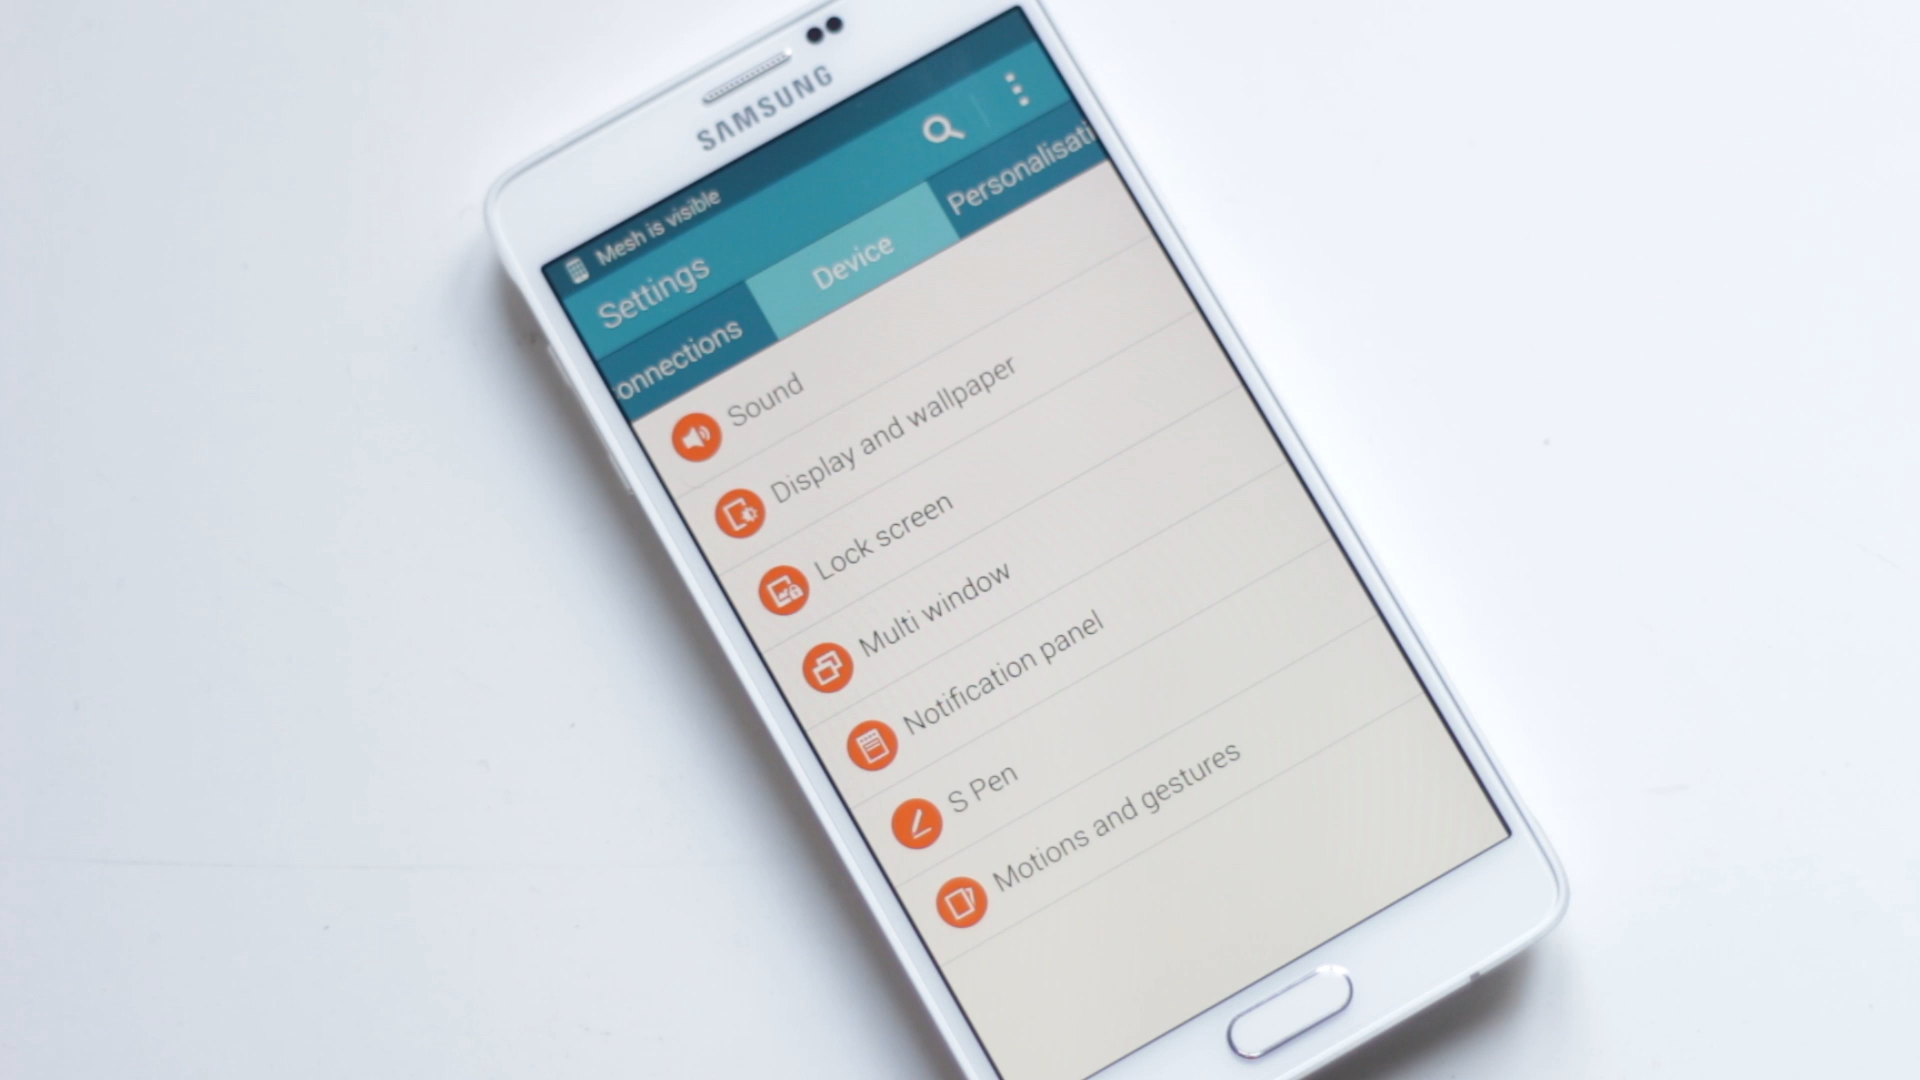 SAMSUNG
Mesh is visible
Settings
onnections Device Personalisati
Sound
Display and wallpaper
Lock screen
Multi window
Notification panel
S Pen
Motions and gestures